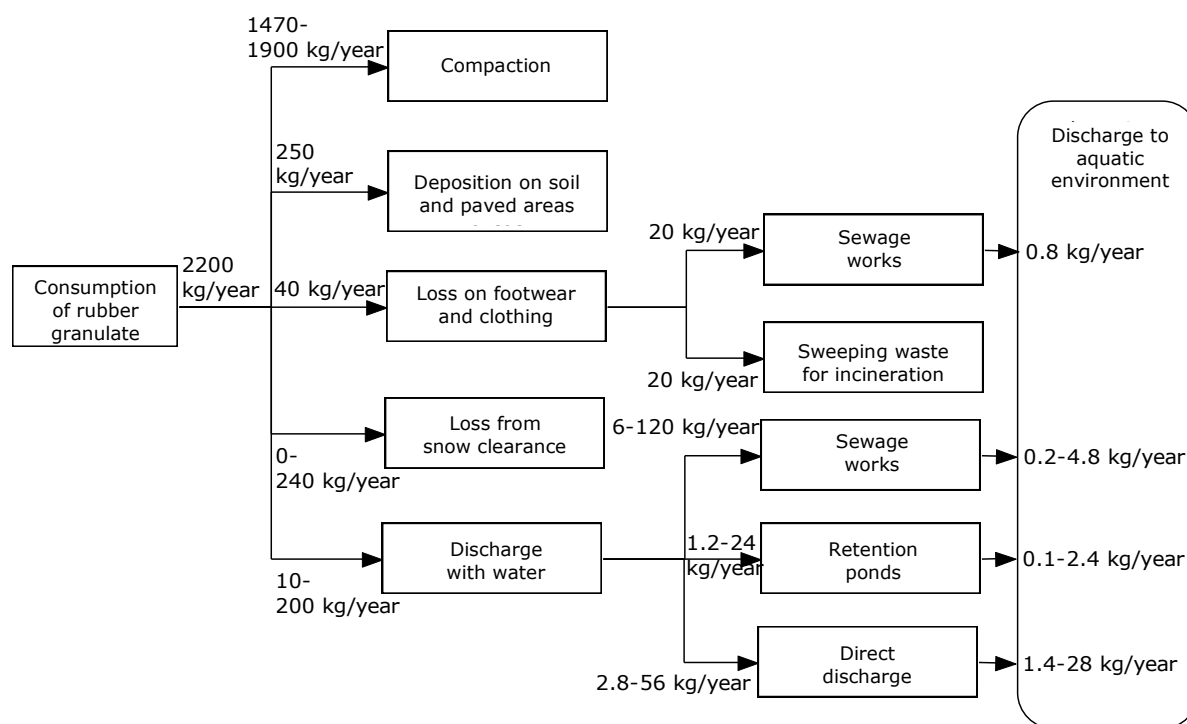 1470-
1900 kg/year
Compaction
250
kg/year
Deposition on soil
and paved areas
Discharge to
aquatic
environment
2200
kg/year
Consumption
of rubber
granulate
40 kg/year
Loss on footwear
and clothing
20 kg/year
Sewage
works
0.8 kg/year
20 kg/year
Sweeping waste
for incineration
0-
240 kg/year
Loss from
snow clearance
6-120 kg/year
Sewage
works
0.2-4.8 kg/year
10-
200 kg/year
Discharge
with water
1.2-24
kg/year
Retention
ponds
0.1-2.4 kg/year
2.8-56 kg/year
Direct
discharge
1.4-28 kg/year